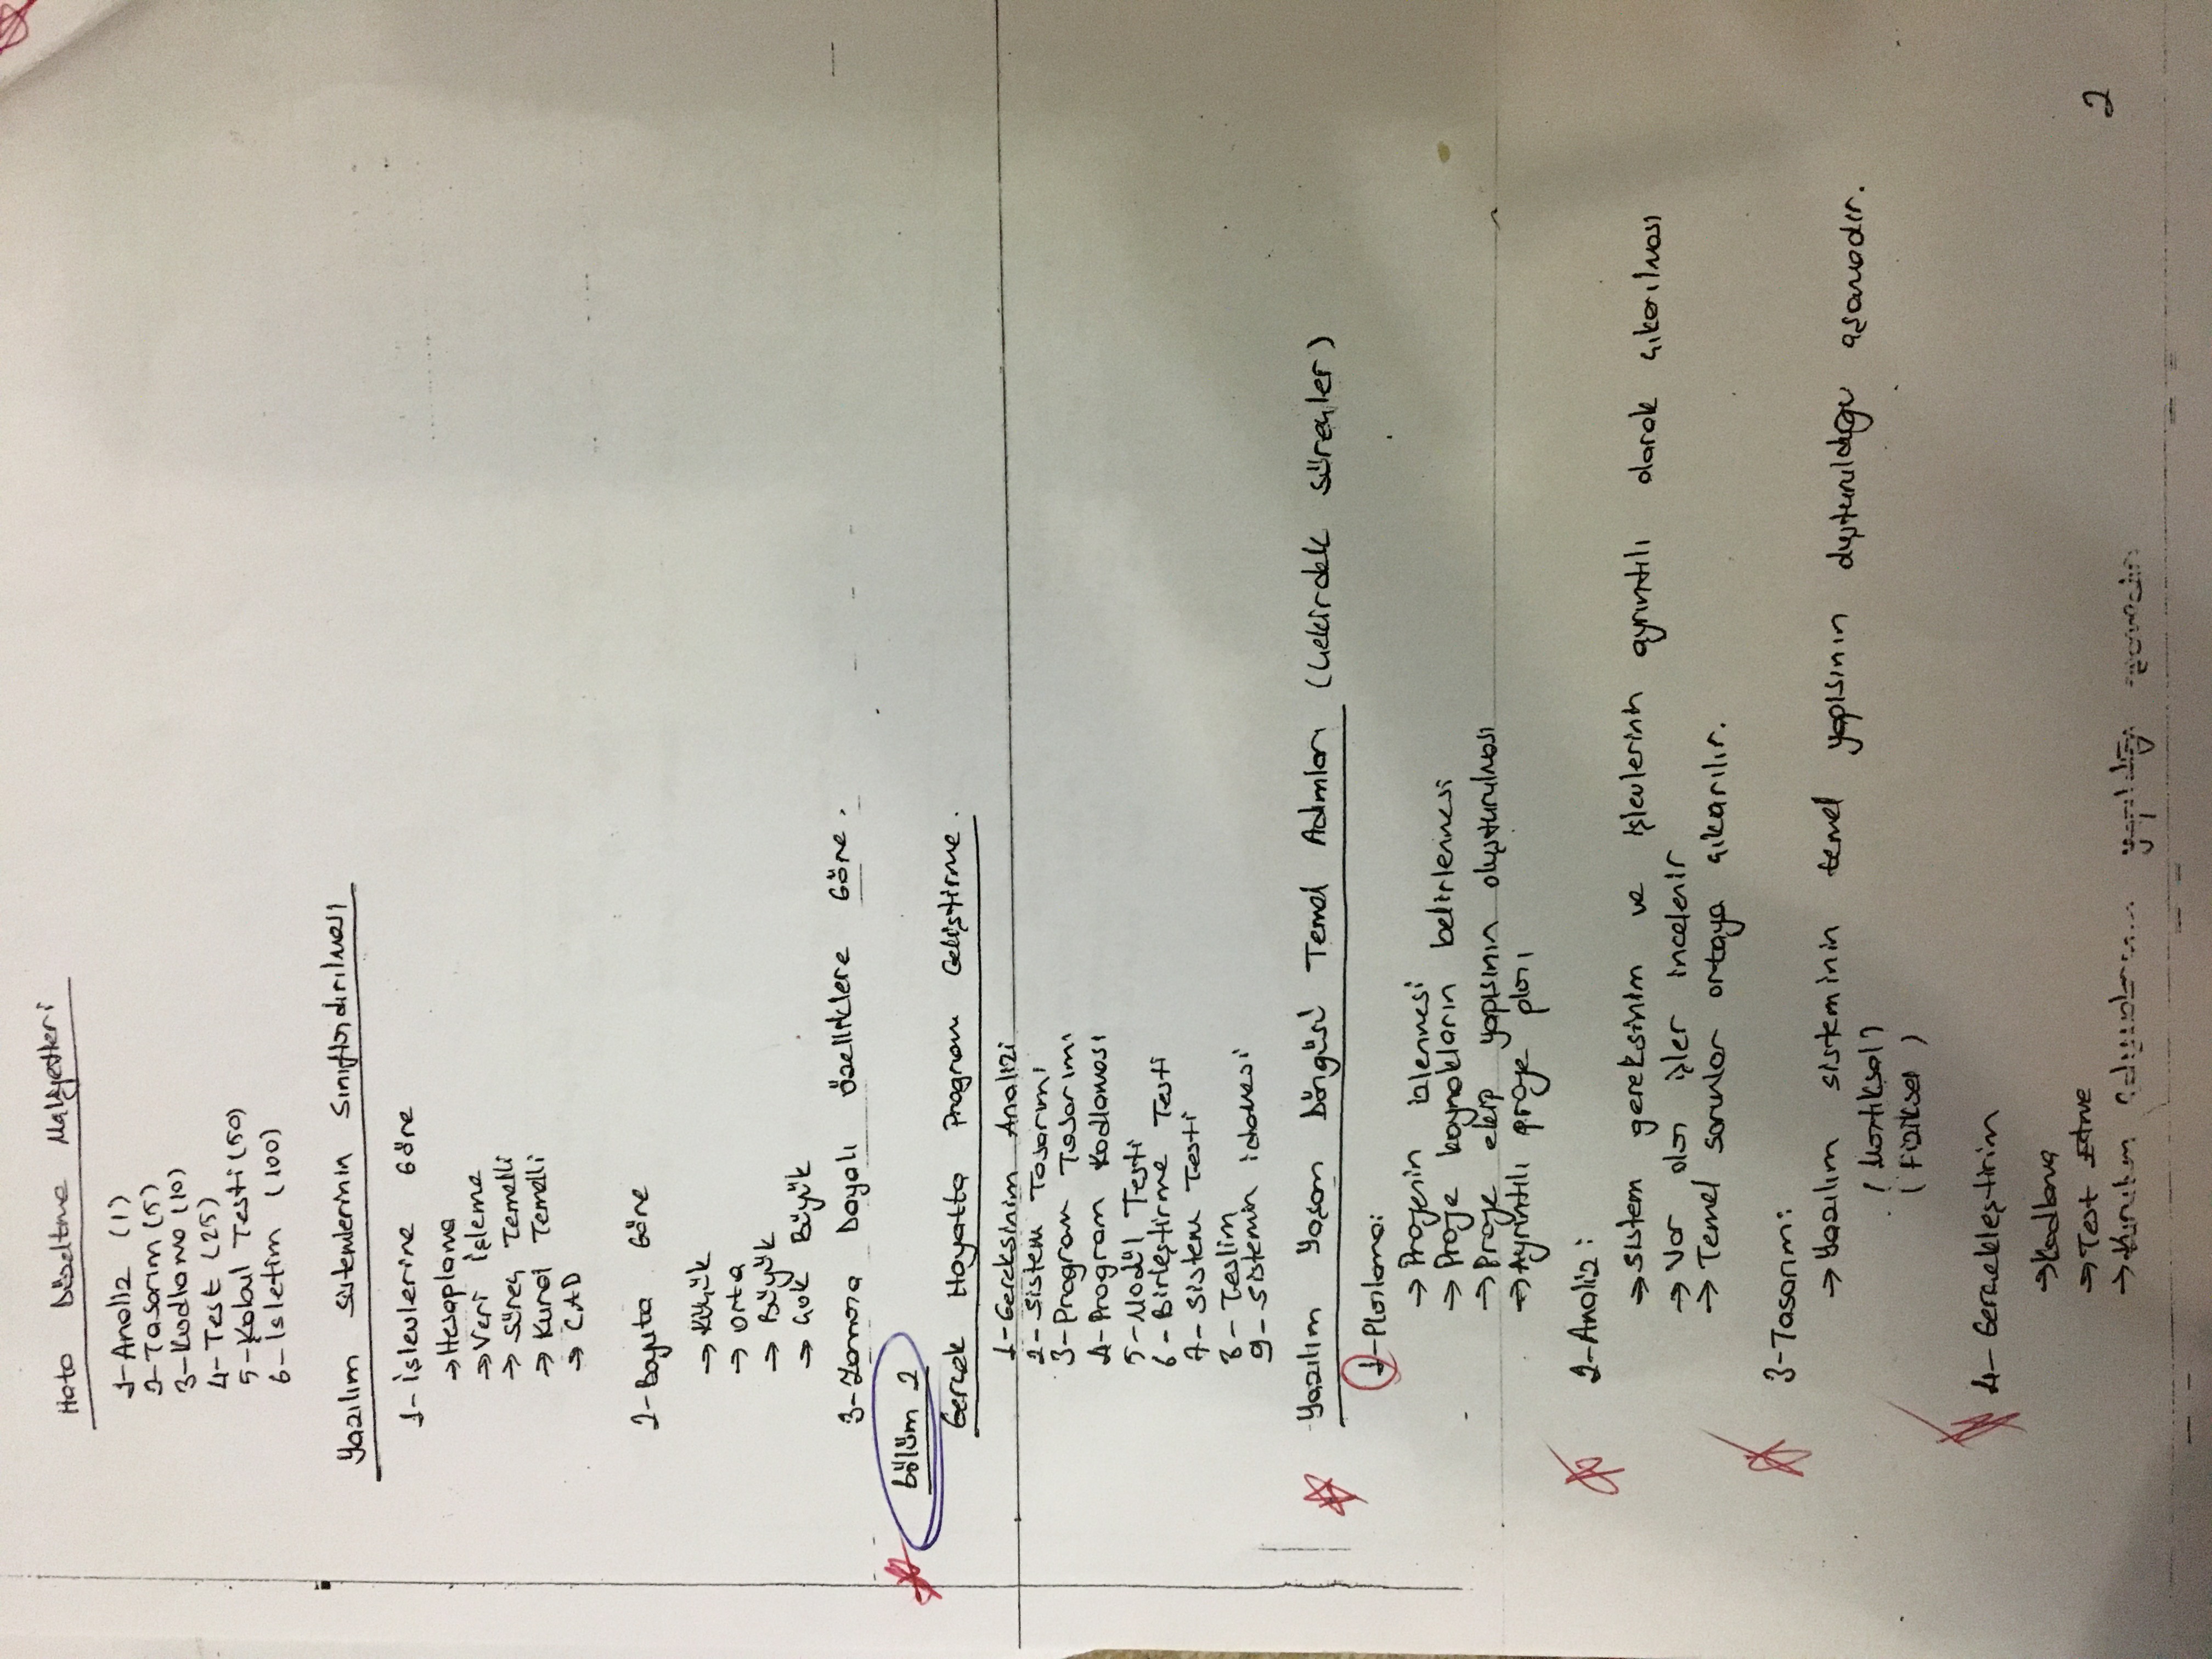 Hata Düzeltme Maliyetleri
1-Analiz (1)
2-Tasarım (5)
3-Kodlama (10)
4-Test (25)
5-Kabul Testi (50)
6-İsletim (100)
Yazılım Sistemlerinin Sınıflandırılması
1-İşlevlerine Göre
→Hesaplama
→Veri İşleme
→ Süreç Temelli
→ Kural Temelli
→ CAD
2-Boyuta Göre
→ Küçük
→ Orta
→ Büyük
→ Çok Büyük
3-Zamana Dayalı özelliklere Göre.
bölüm 2
Gerçek Hayatta Program Geliştirme.
1-Gereksinim Analizi
2-Sistem Tasarımı
3-Program Tasarımı
4-Program Kodlaması
5-Modül Testi
6-Birleştirme Testi
7-Sistem Testi
8-Teslim
9-Sistemin idamesi
Yazılım Yaşam Döngüsü Temel Adımları (Çekirdek Süreçler)
1-Planlama:
→ Projenin izlenmesi
→ Proje kaynakların belirlenmesi
→ Proje ekip yapısının oluşturulması
→ Ayrıntılı proje planı
2-Analiz:
→ Sistem gereksinim ve işlevlerinin ayrıntılı olarak çıkarılması
→ Var olan işler incelenir
→ Temel sorunlar ortaya çıkarılır.
3-Tasarım:
→ Yazılım sisteminin temel yapısının oluşturulduğu aşamadır.
(Mantıksal)
(Fiziksel)
4-Gerçekleştirim
→Kodlama
→Test Etme
→Kurulum çalışmalarının yapıldığı aşamadır
2